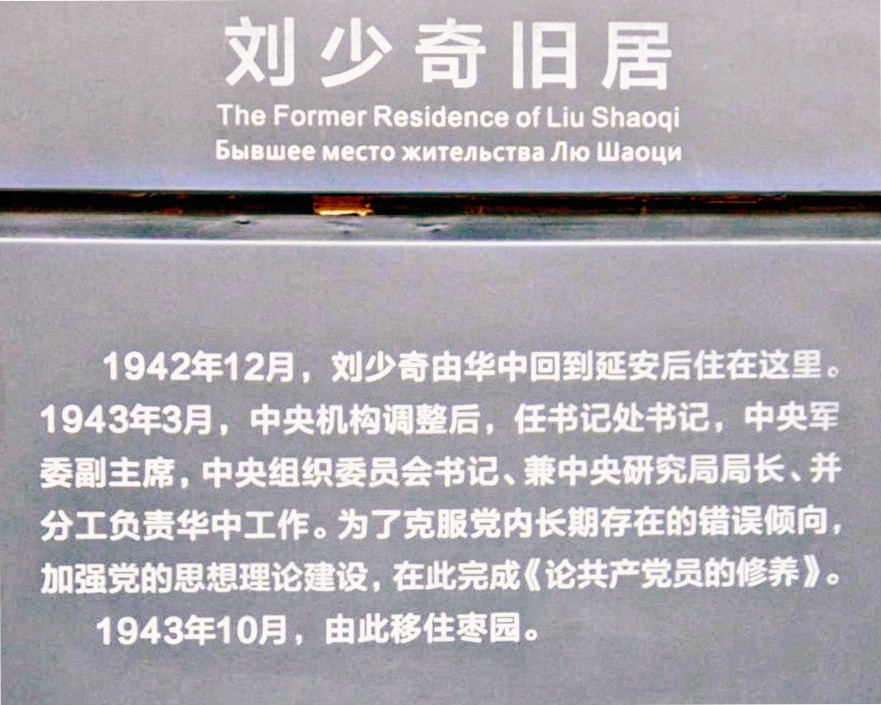 刘少奇旧居
The Former Residence of Liu Shaoqi
Бывшее место жительства Лю Шаоци
1942年12月，刘少奇由华中回到延安后住在这里。
1943年3月，中央机构调整后，任书记处书记，中央军
委副主席，中央组织委员会书记、兼中央研究局局长、并
分工负责华中工作。为了克服党内长期存在的错误倾向，
加强党的思想理论建设，在此完成《论共产党员的修养》。
1943年10月，由此移住枣园。